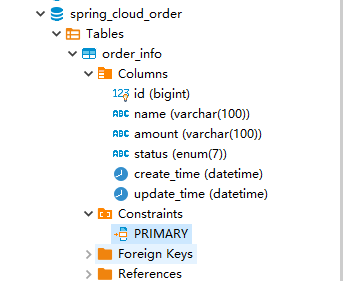 spring_cloud_order
Tables
order_info
Columns
123 id (bigint)
ABC name (varchar(100))
ABC amount (varchar(100))
ABC status (enum(7))
create_time (datetime)
update_time (datetime)
Constraints
PRIMARY
Foreign Keys
References